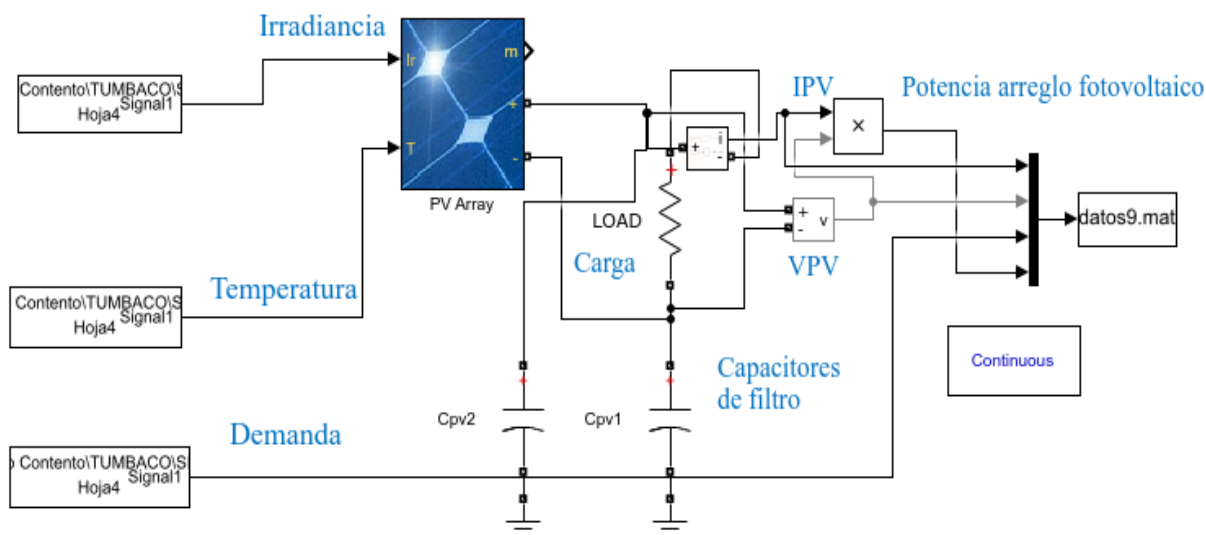 Irradiancia
Contento\TUMBACO\S
Signal1
Hoja4
Ir
m
T
+
-
PV Array
Temperatura
Contento\TUMBACO\S
Signal1
Hoja4
Demanda
o Contento\TUMBACO\SI
Signal1
Hoja4
LOAD
+
Carga
+
i
-
IPV
×
Potencia arreglo fotovoltaico
+
v
-
VPV
datos9.mat
Continuous
Capacitores
de filtro
+
Cpv2
+
Cpv1